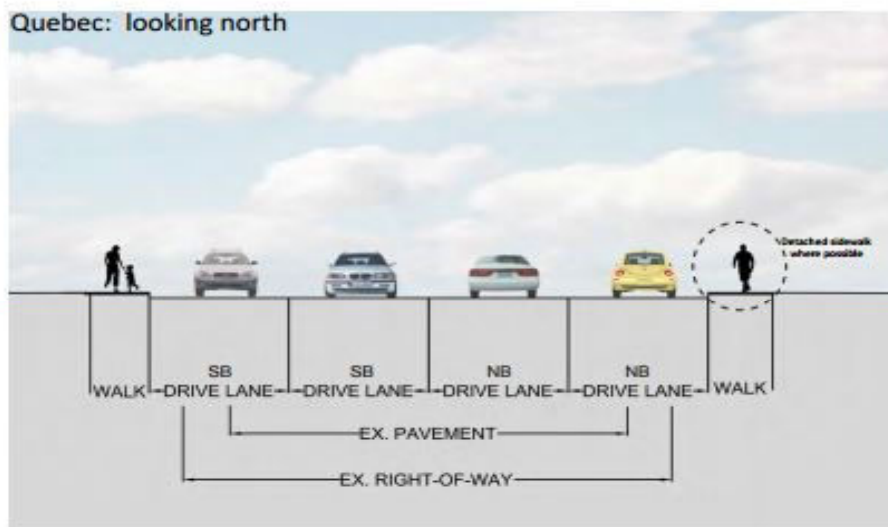 Quebec: looking north
Detached sidewalk
where possible
SB
SB
NB
NB
WALK
DRIVE LANE
DRIVE LANE
DRIVE LANE
DRIVE LANE
WALK
EX. PAVEMENT
EX. RIGHT-OF-WAY